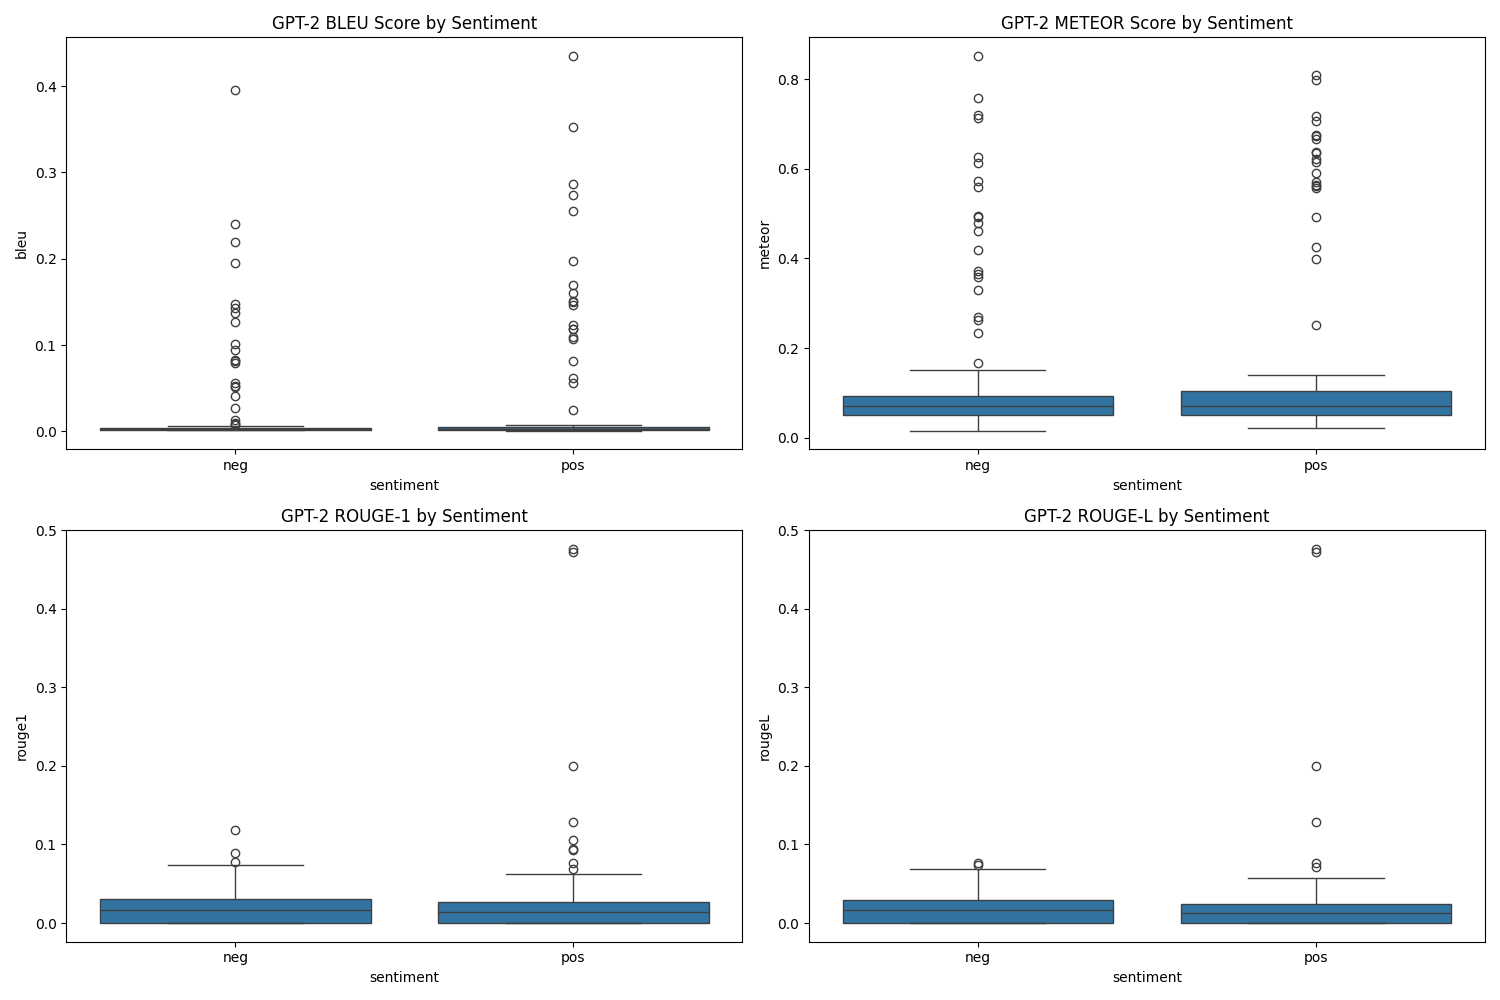 GPT-2 BLEU Score by Sentiment
bleu
0.4
0.3
0.2
0.1
0.0
neg
pos
sentiment
GPT-2 METEOR Score by Sentiment
meteor
0.8
0.6
0.4
0.2
0.0
neg
pos
sentiment
GPT-2 ROUGE-1 by Sentiment
rouge1
0.5
0.4
0.3
0.2
0.1
0.0
neg
pos
sentiment
GPT-2 ROUGE-L by Sentiment
rougeL
0.5
0.4
0.3
0.2
0.1
0.0
neg
pos
sentiment